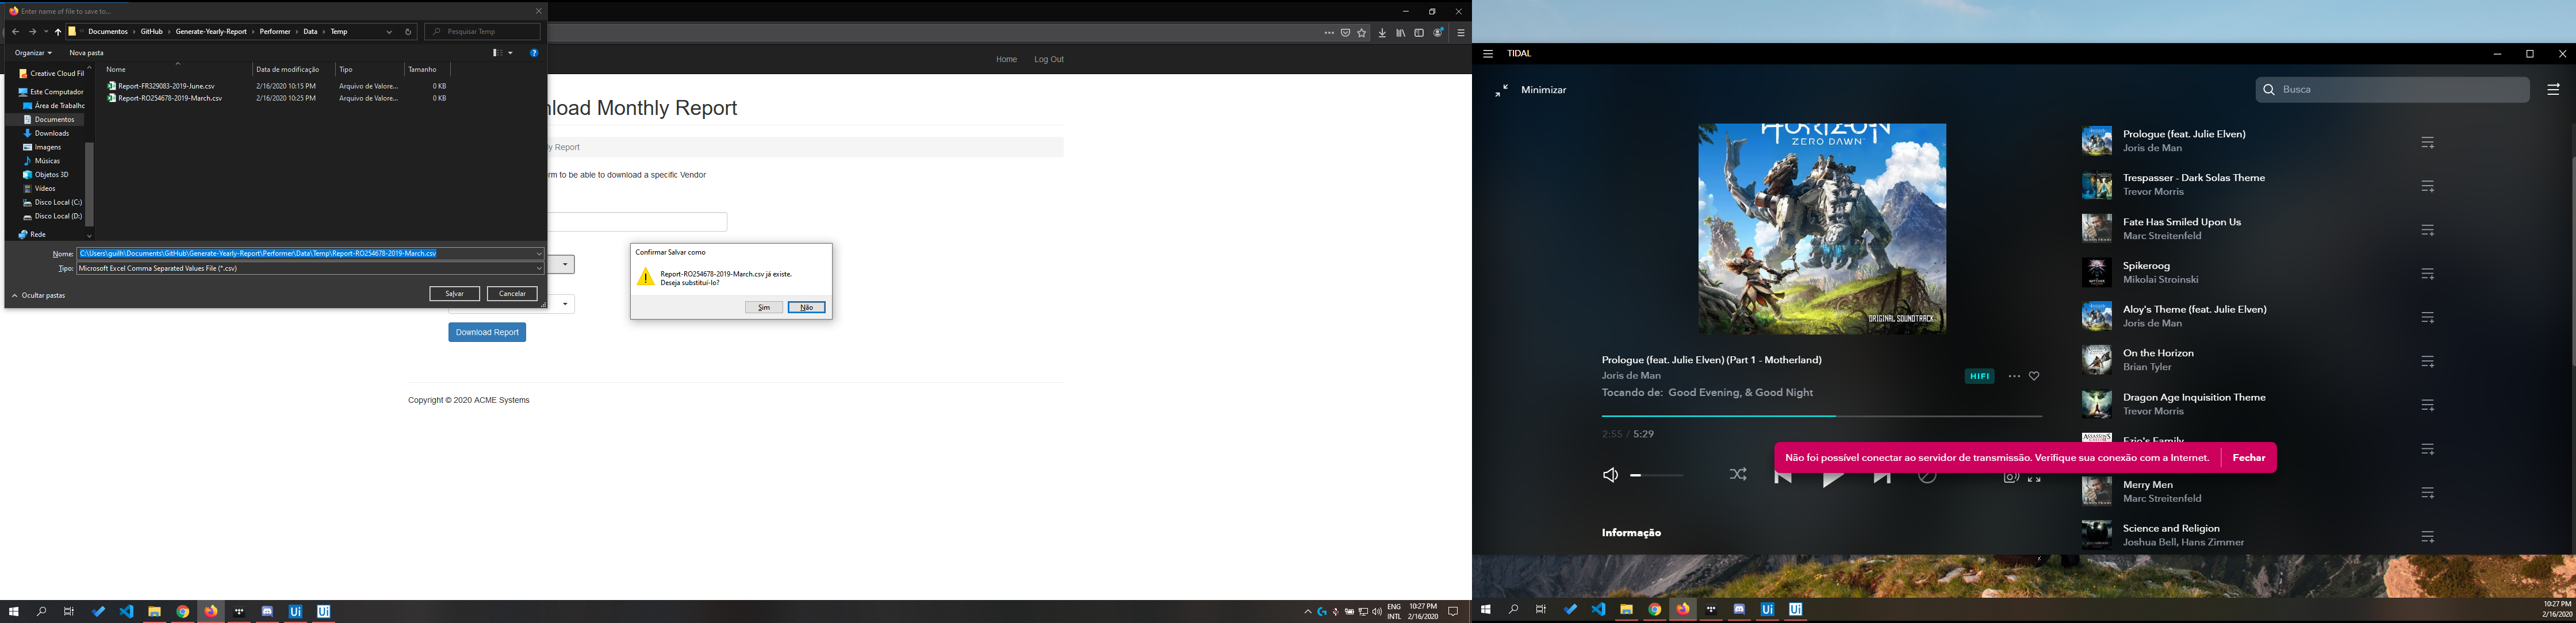 Enter name of file to save to...
Documentos › GitHub › Generate-Yearly-Report › Performer › Data › Temp
Pesquisar Temp
Organizar
Nova pasta
Nome
Data de modificação
Tipo
Tamanho
Report-FR329083-2019-June.csv
2/16/2020 10:15 PM
Arquivo de Valore...
0 KB
Report-RO254678-2019-March.csv
2/16/2020 10:25 PM
Arquivo de Valore...
0 KB
Creative Cloud Fil
Este Computador
Área de Trabalho
Documentos
Downloads
Imagens
Músicas
Objetos 3D
Vídeos
Disco Local (C:)
Disco Local (D:)
Rede
Nome:
C:\Users\guilh\Documents\GitHub\Generate-Yearly-Report\Performer\Data\Temp\Report-RO254678-2019-March.csv
Tipo:
Microsoft Excel Comma Separated Values File (*.csv)
Ocultar pastas
Salvar
Cancelar
Home
Log Out
nload Monthly Report
ly Report
rm to be able to download a specific Vendor
Confirmar Salvar como
Report-RO254678-2019-March.csv já existe.
Deseja substituí-lo?
Sim
Não
Download Report
Copyright © 2020 ACME Systems
ENG
INTL
10:27 PM
2/16/2020
TIDAL
Minimizar
Busca
HORIZON
ZERO DAWN
ORIGINAL SOUNDTRACK
Prologue (feat. Julie Elven) (Part 1 - Motherland)
Joris de Man
HIFI
Tocando de: Good Evening, & Good Night
2:55 / 5:29
Não foi possível conectar ao servidor de transmissão. Verifique sua conexão com a Internet.
Fechar
Informação
Prologue (feat. Julie Elven)
Joris de Man
Trespasser - Dark Solas Theme
Trevor Morris
Fate Has Smiled Upon Us
Marc Streitenfeld
Spikeroog
Mikolai Stroinski
Aloy's Theme (feat. Julie Elven)
Joris de Man
On the Horizon
Brian Tyler
Dragon Age Inquisition Theme
Trevor Morris
ASSASSIN'S
Ezio's Family
Merry Men
Marc Streitenfeld
Science and Religion
Joshua Bell, Hans Zimmer
10:27 PM
2/16/2020